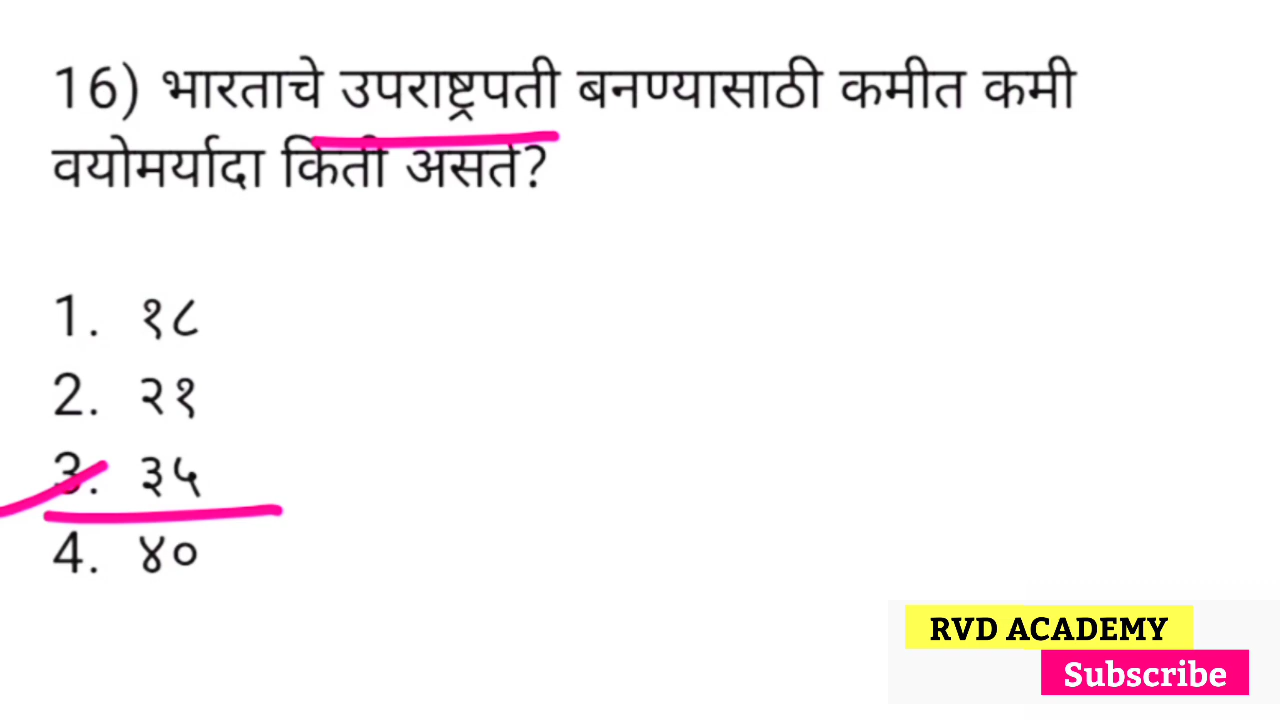 16) भारताचे उपराष्ट्रपती बनण्यासाठी कमीत कमी
वयोमर्यादा किती असते?
1. १८
2. २१
3. ३५
4. ४०
RVD ACADEMY
Subscribe